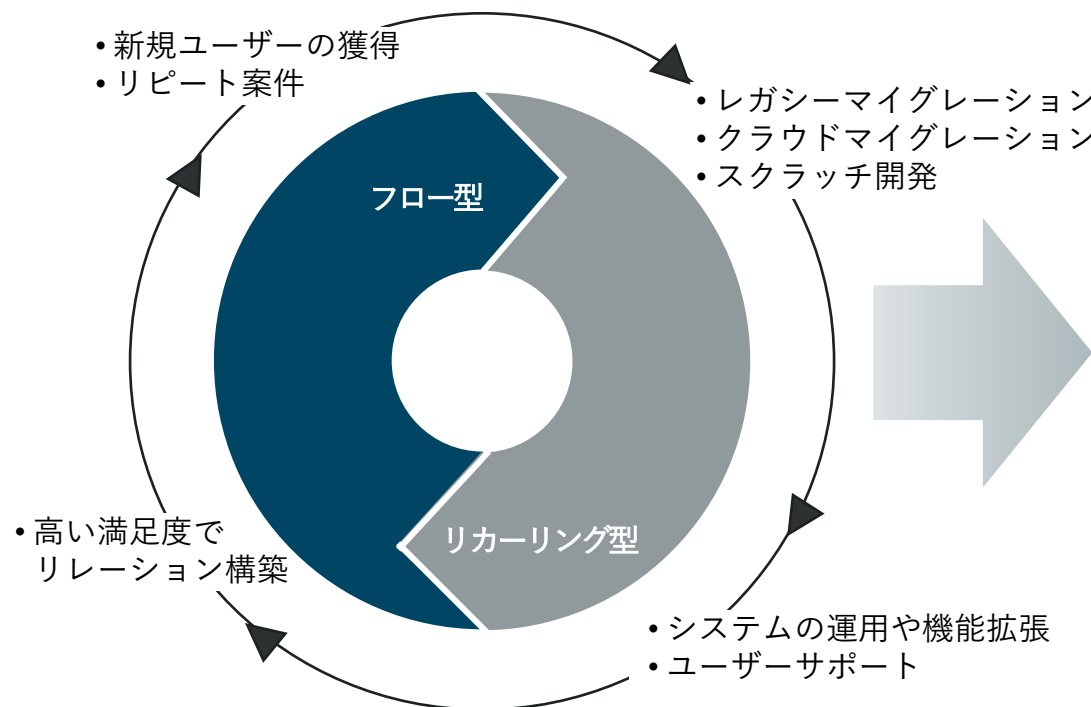 • 新規ユーザーの獲得
• リピート案件
• レガシーマイグレーション
• クラウドマイグレーション
• スクラッチ開発
フロー型
リカーリング型
• 高い満足度で
リレーション構築
• システムの運用や機能拡張
• ユーザーサポート